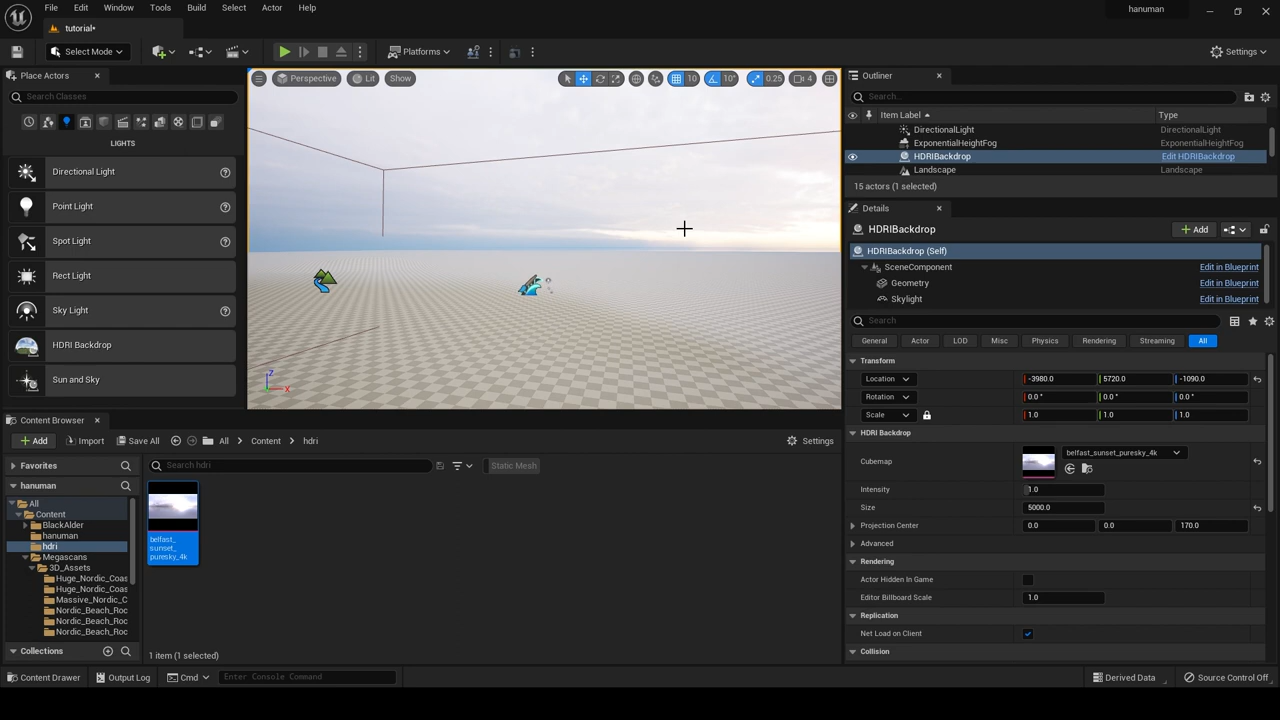 File Edit Window Tools Build Select Actor Help hanuman
tutorial*
Select Mode Platforms Settings
Place Actors
Search Classes
LIGHTS
Directional Light
Point Light
Spot Light
Rect Light
Sky Light
HDRI Backdrop
Sun and Sky
Perspective Lit Show 10 10° 0.25 4
Z
X
Outliner
Search...
Item Label Type
DirectionalLight DirectionalLight
ExponentialHeightFog ExponentialHeightFog
HDRIBackdrop Edit HDRIBackdrop
Landscape Landscape
15 actors (1 selected)
Details
HDRIBackdrop Add
HDRIBackdrop (Self)
SceneComponent Edit in Blueprint
Geometry Edit in Blueprint
Skylight Edit in Blueprint
Search
General Actor LOD Misc Physics Rendering Streaming All
Transform
Location -3980.0 5720.0 -1090.0
Rotation 0.0 ° 0.0 ° 0.0 °
Scale 1.0 1.0 1.0
HDRI Backdrop
Cubemap belfast_sunset_puresky_4k
Intensity 1.0
Size 5000.0
Projection Center 0.0 0.0 170.0
Advanced
Rendering
Actor Hidden In Game
Editor Billboard Scale 1.0
Replication
Net Load on Client
Collision
Content Browser
Add Import Save All All Content hdri Settings
Favorites
hanuman
All
Content
BlackAlder
hanuman
hdri
Megascans
3D_Assets
Huge_Nordic_Coas
Huge_Nordic_Coas
Massive_Nordic_C
Nordic_Beach_Roc
Nordic_Beach_Roc
Nordic_Beach_Roc
Collections
Search hdri Static Mesh
belfast_
sunset_
puresky_4k
1 item (1 selected)
Content Drawer Output Log Cmd Enter Console Command Derived Data Source Control Off